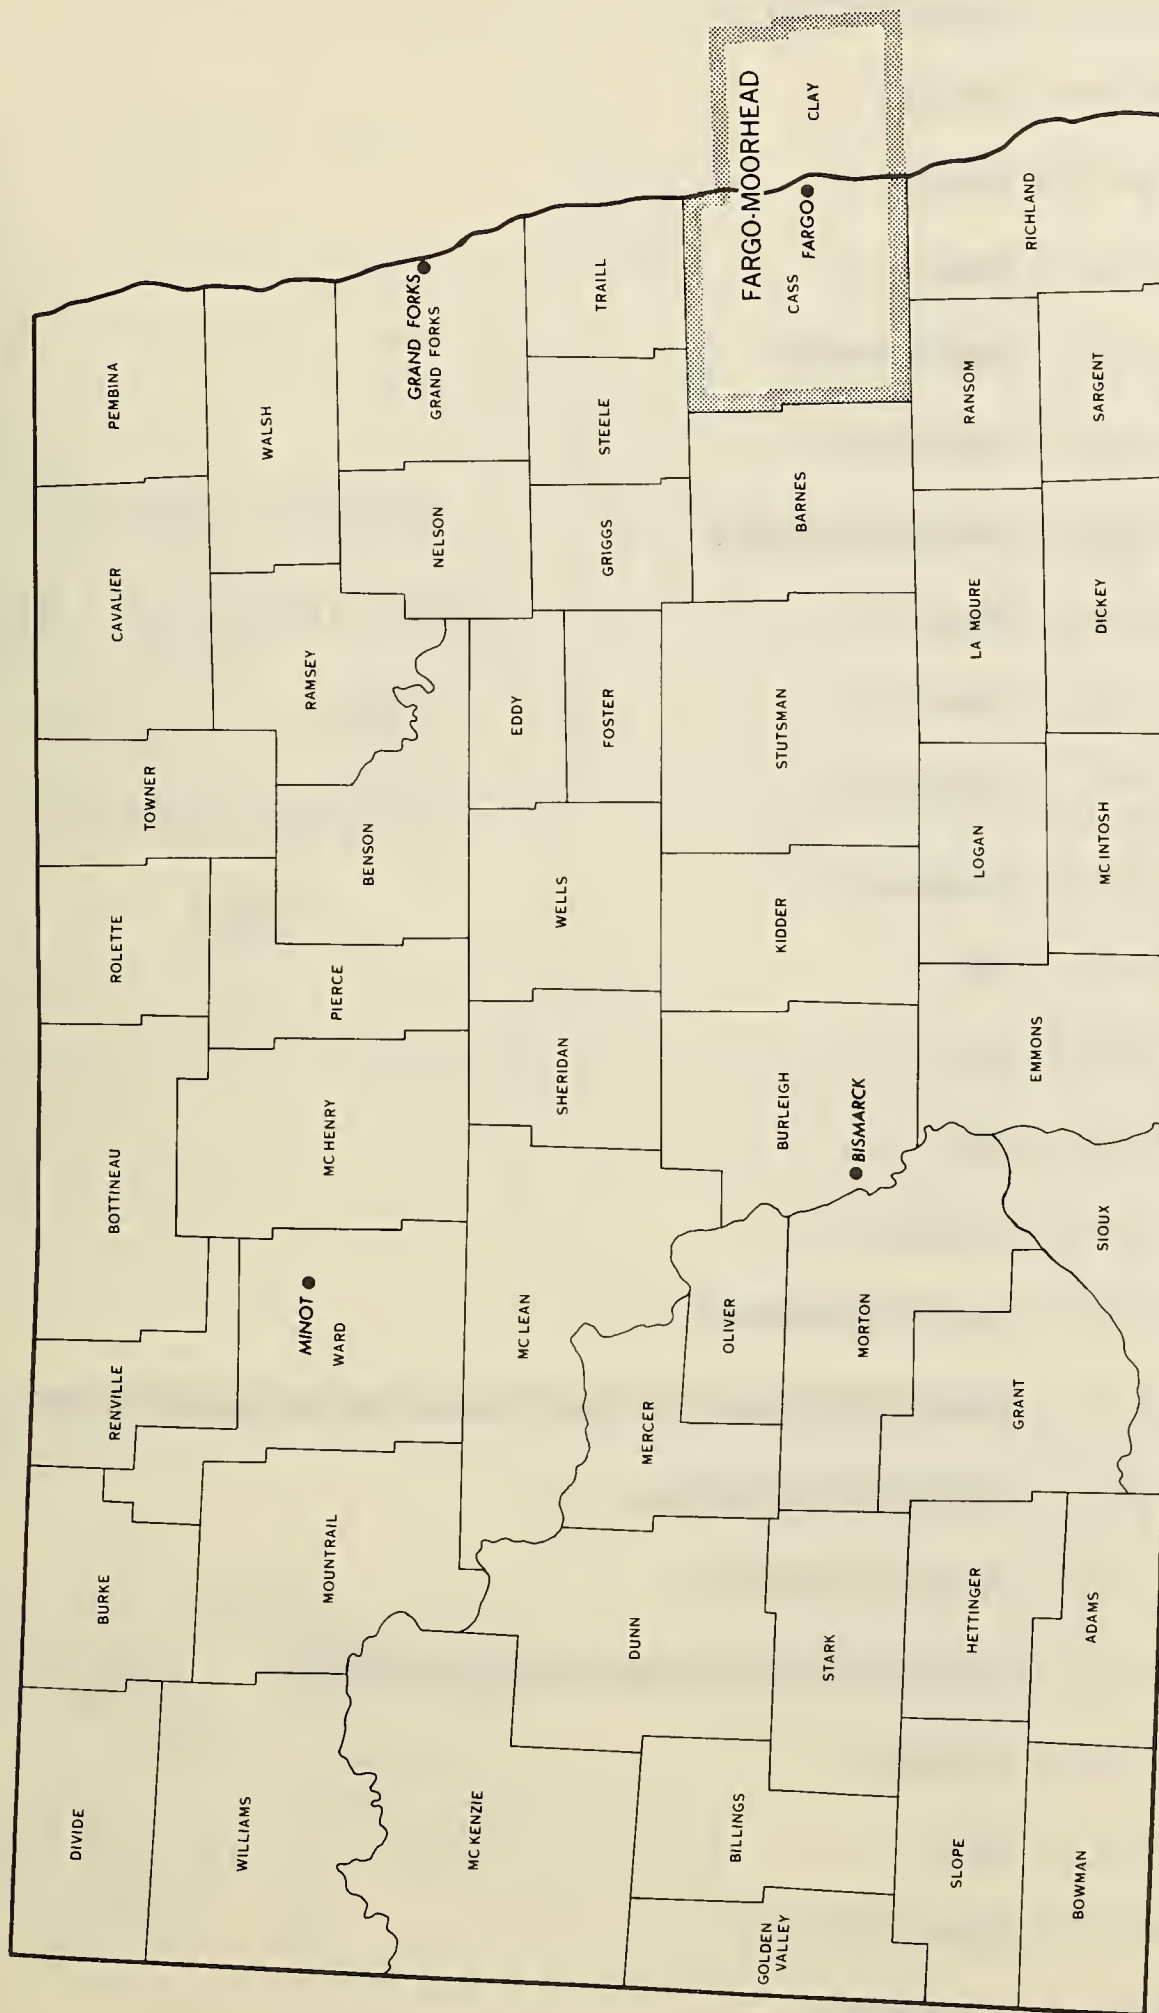 DIVIDE
BURKE
RENVILLE
BOTTINEAU
ROLETTE
TOWNER
CAVALIER
PEMBINA
WILLIAMS
MOUNTRAIL
MINOT
WARD
MC HENRY
PIERCE
BENSON
RAMSEY
WALSH
GRAND FORKS
GRAND FORKS
NELSON
MC KENZIE
DUNN
MC LEAN
MERCER
SHERIDAN
WELLS
EDDY
FOSTER
GRIGGS
STEELE
TRAILL
GOLDEN
VALLEY
BILLINGS
STARK
OLIVER
MORTON
BURLEIGH
BISMARCK
KIDDER
STUTSMAN
BARNES
FARGO-MOORHEAD
CASS
FARGO
CLAY
SLOPE
HETTINGER
GRANT
SIOUX
EMMONS
LOGAN
LA MOURE
RANSOM
RICHLAND
BOWMAN
ADAMS
MC INTOSH
DICKEY
SARGENT